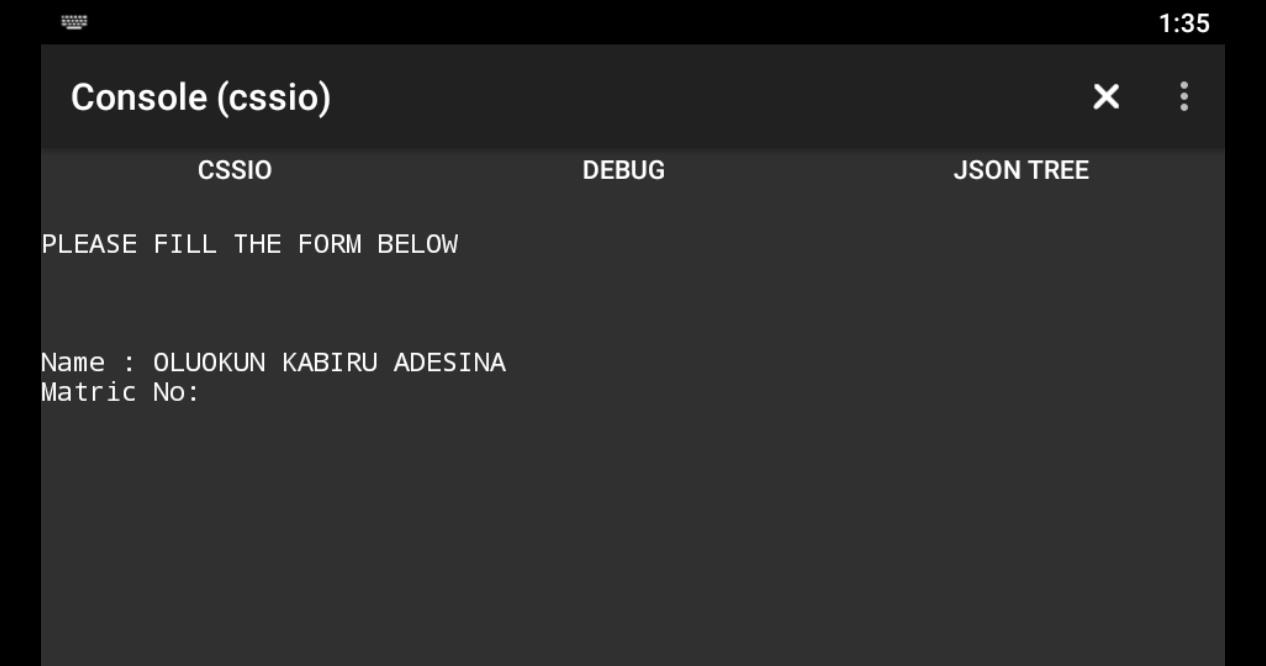 1:35
Console (cssio)
CSSIO DEBUG JSON TREE
PLEASE FILL THE FORM BELOW
Name : OLUOKUN KABIRU ADESINA
Matric No: